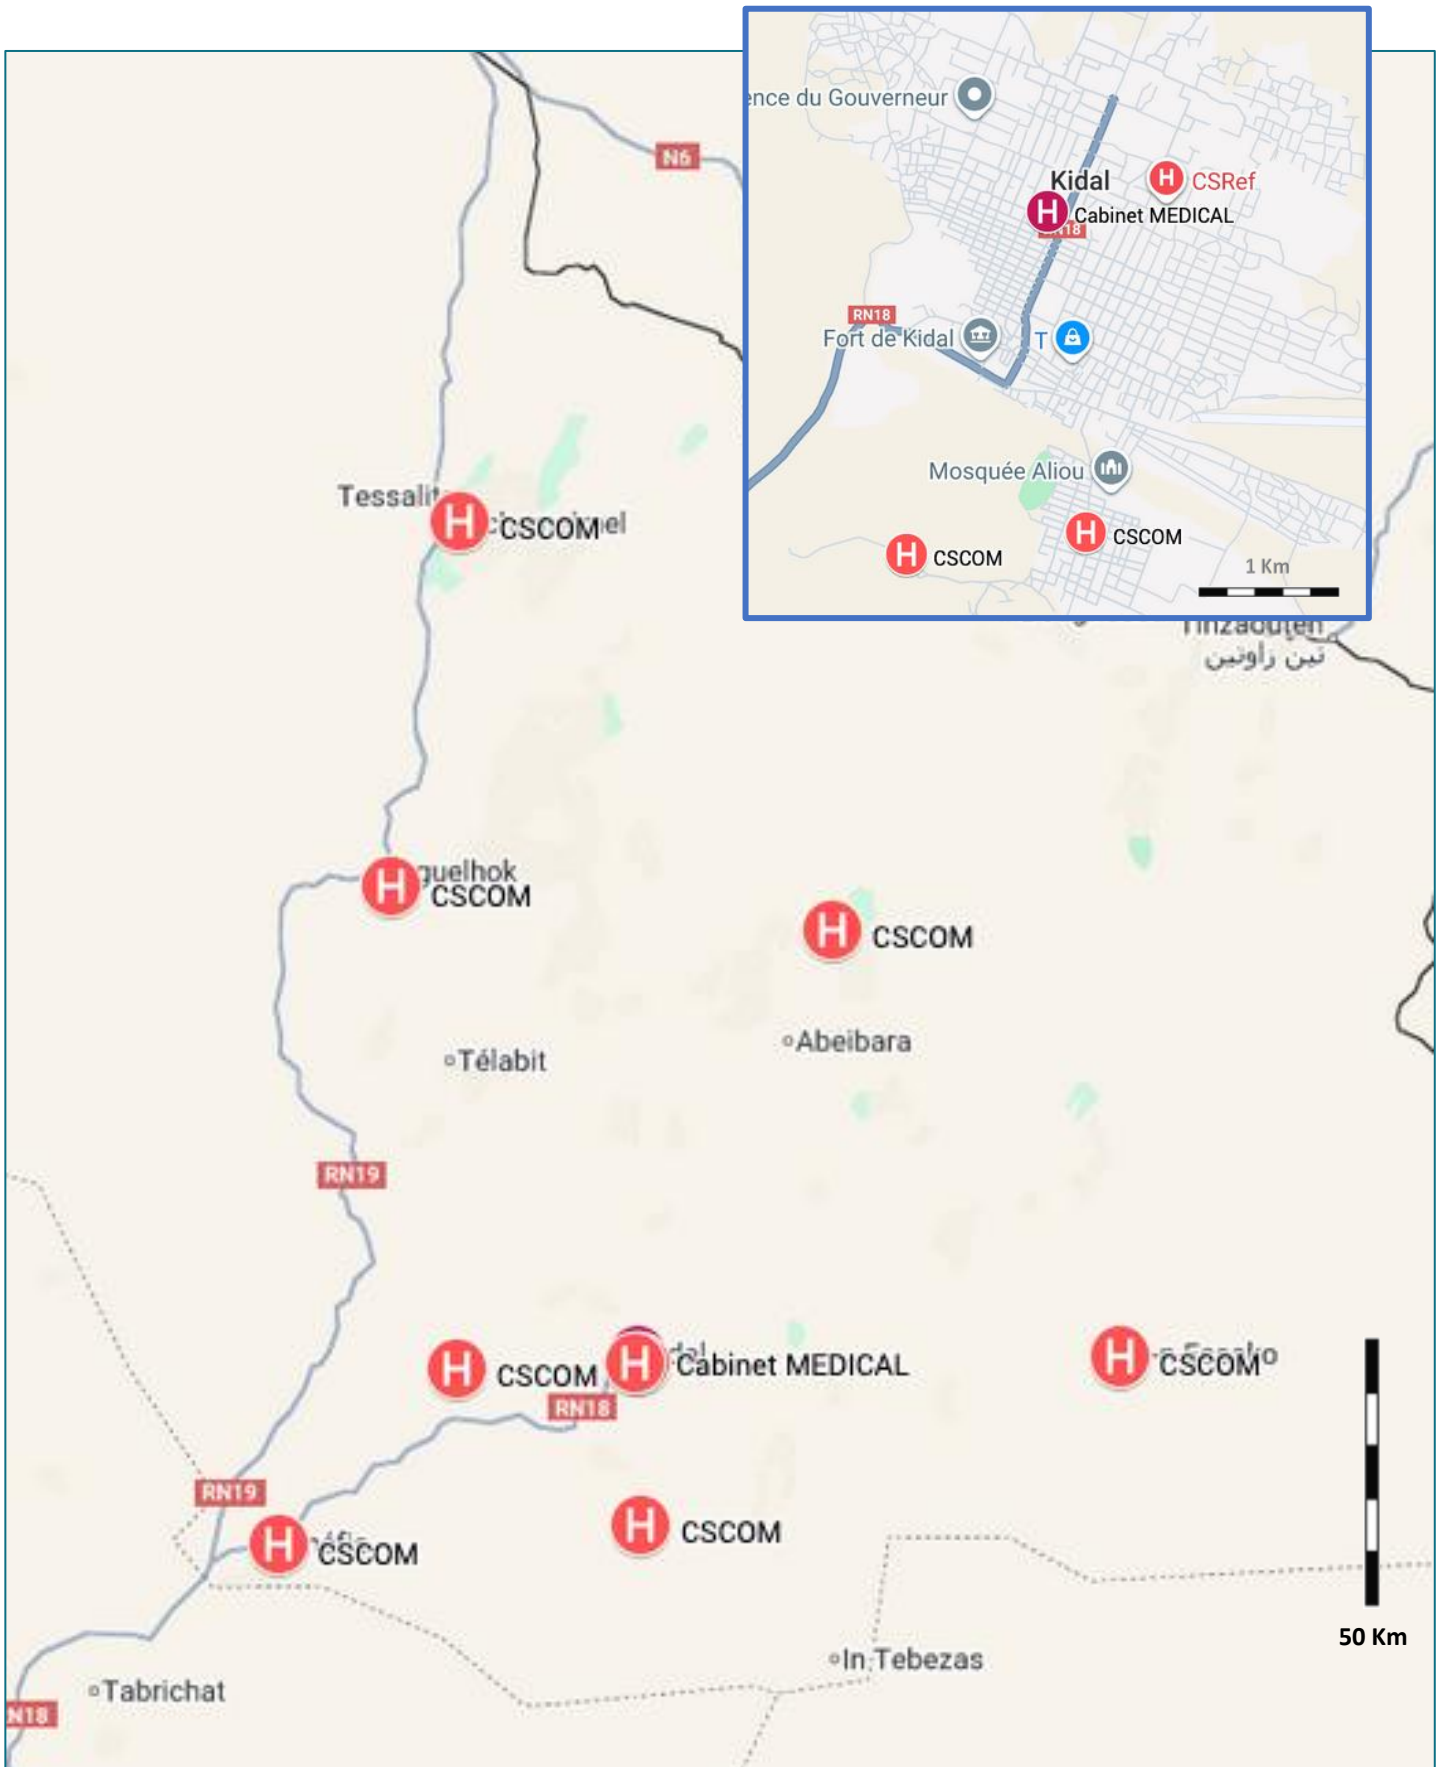 ence du Gouverneur
Kidal
CSRef
Cabinet MEDICAL
RN18
Fort de Kidal
T
Mosquée Aliou
CSCOM
CSCOM
1 Km
N6
Tessalit
CSCOM
Tinzaouten
تين زاوتين
guelhok
CSCOM
CSCOM
Abeibara
Télabit
RN19
CSCOM
Cabinet MEDICAL
CSCOM
RN18
RN19
CSCOM
CSCOM
50 Km
In Tebezas
Tabrichat
N18